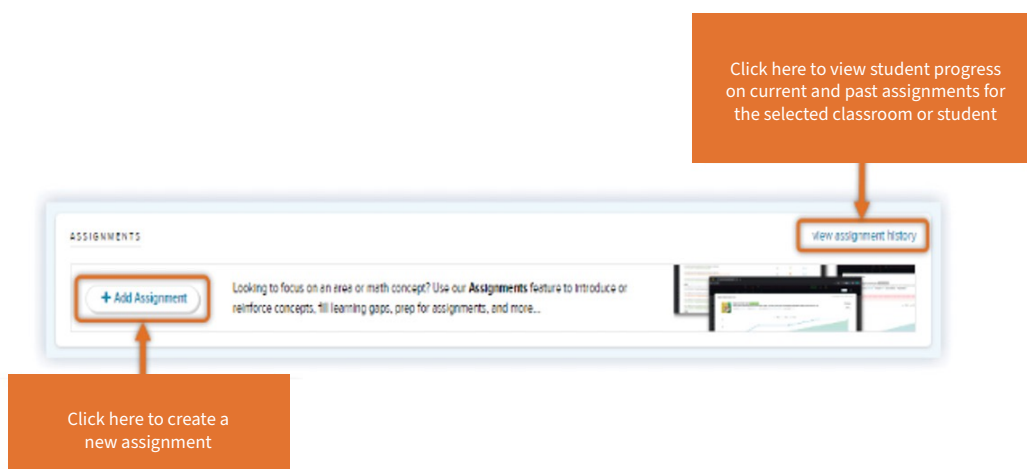 Click here to view student progress
on current and past assignments for
the selected classroom or student
ASSIGNMENTS
view assignment history
+ Add Assignment
Looking to focus on an area or math concept? Use our Assignments feature to introduce or
reinforce concepts, fill learning gaps, prep for assignments, and more...
Click here to create a
new assignment